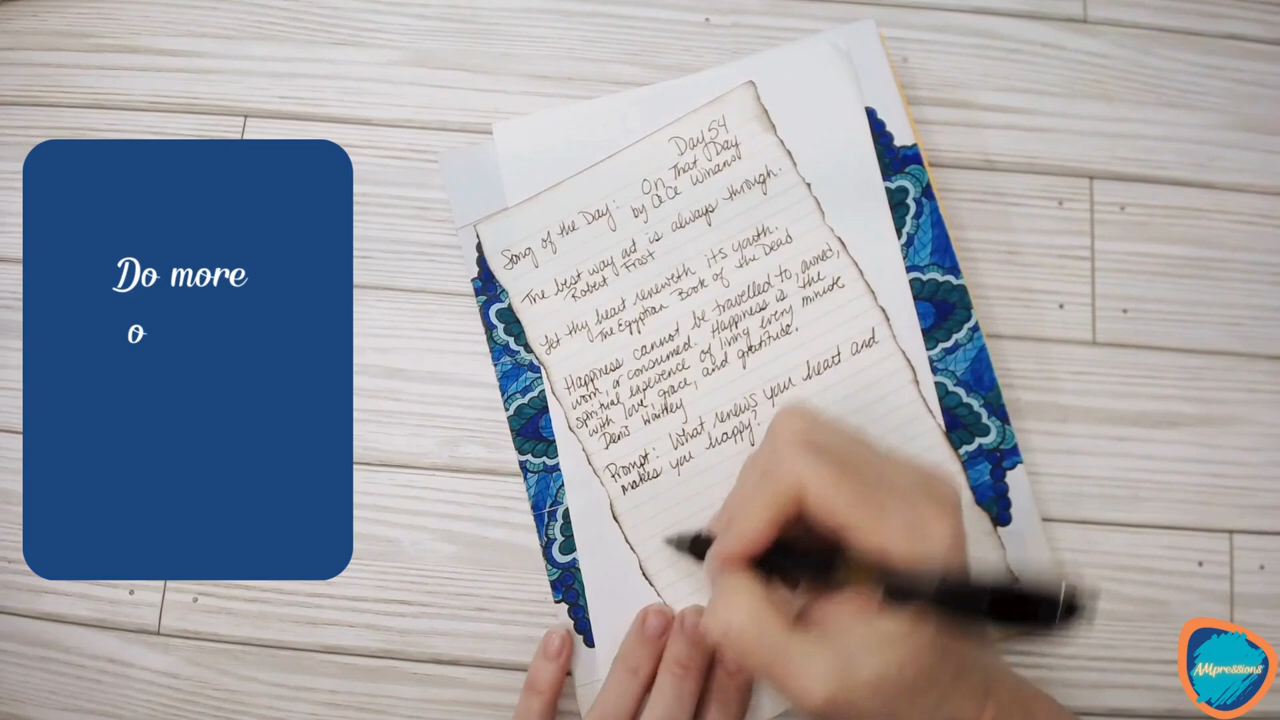 Do more
o
Day 54
Song of the Day: On That Day
by CeCe Winans
The best way out is always through.
Robert Frost
Let thy heart reneweth its youth.
The Egyptian Book of the Dead
Happiness cannot be travelled to, owned,
worn, or consumed. Happiness is the
spiritual experience of living every minute
with love, grace, and gratitude.
Denis Waitley
Prompt: What renews you heart and
makes you happy?
AMpressions